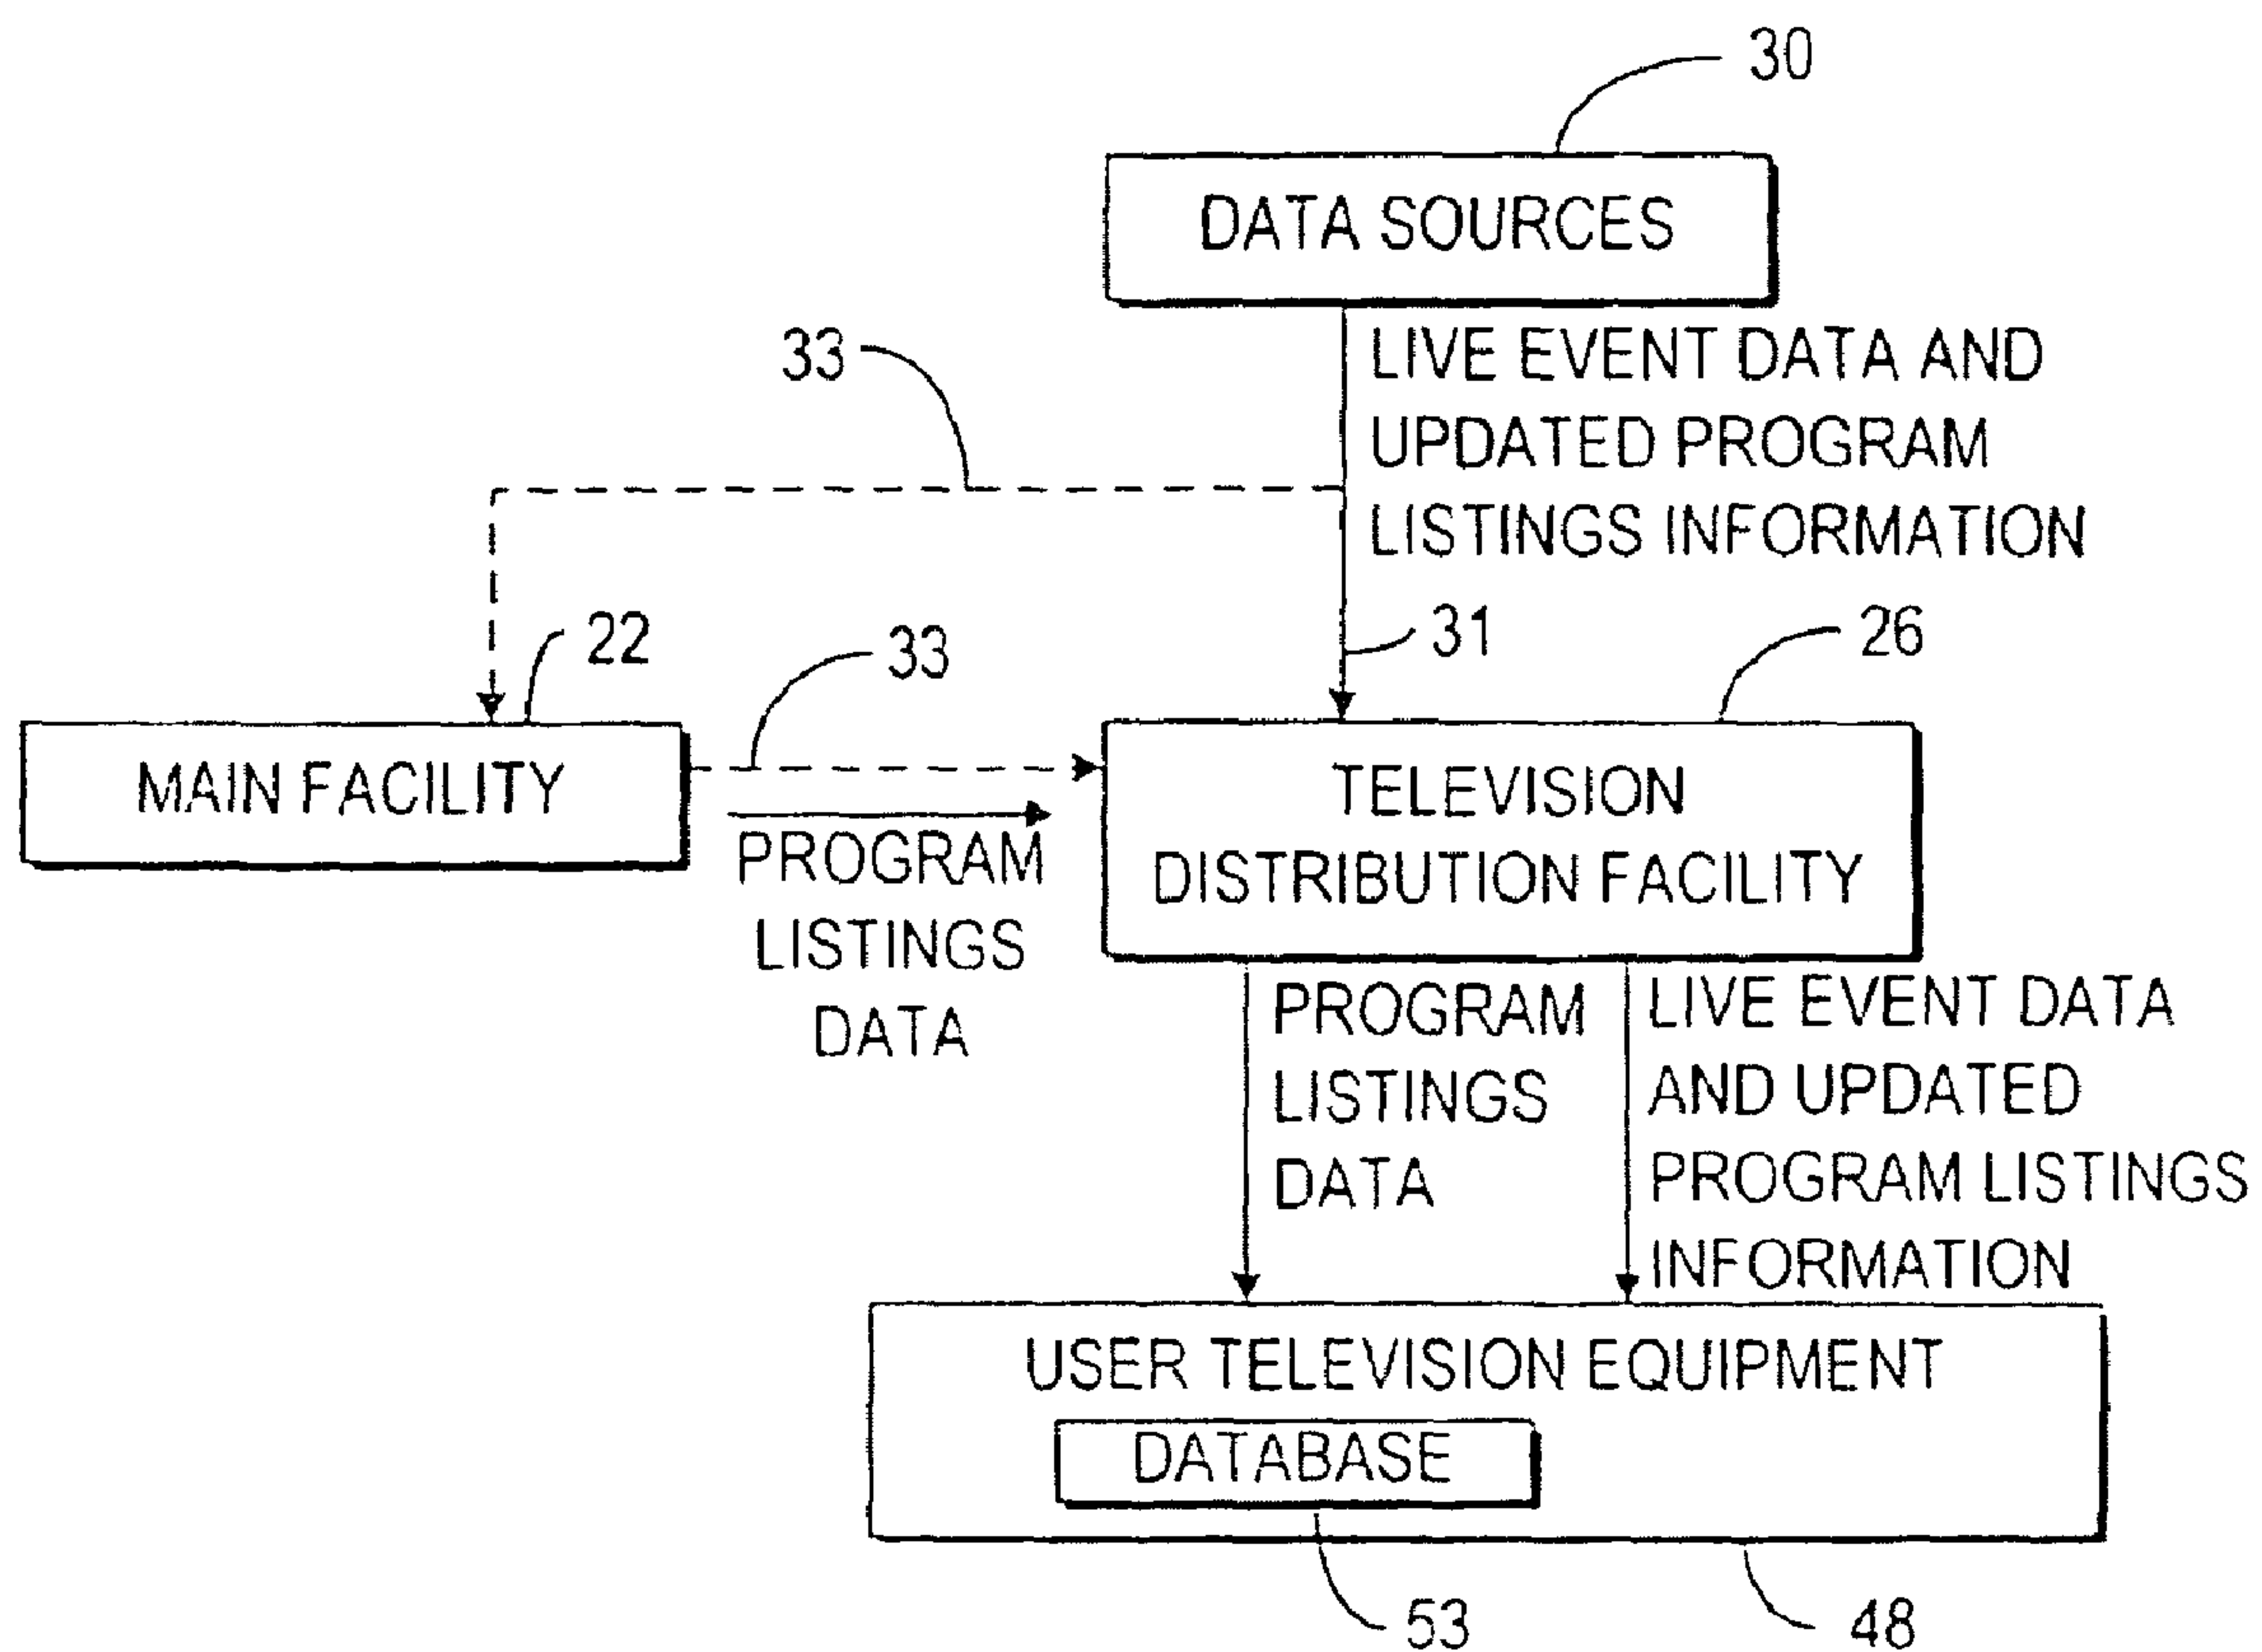 30
DATA SOURCES
33
LIVE EVENT DATA AND
UPDATED PROGRAM
LISTINGS INFORMATION
22
33
31
26
MAIN FACILITY
PROGRAM
LISTINGS
DATA
TELEVISION
DISTRIBUTION FACILITY
PROGRAM
LISTINGS
DATA
LIVE EVENT DATA
AND UPDATED
PROGRAM LISTINGS
INFORMATION
USER TELEVISION EQUIPMENT
DATABASE
53
48